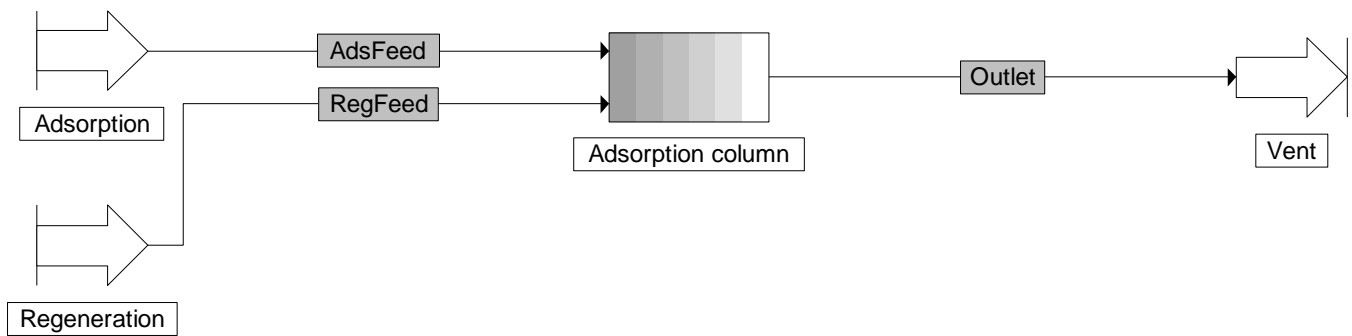 AdsFeed
Outlet
RegFeed
Adsorption
Adsorption column
Vent
Regeneration